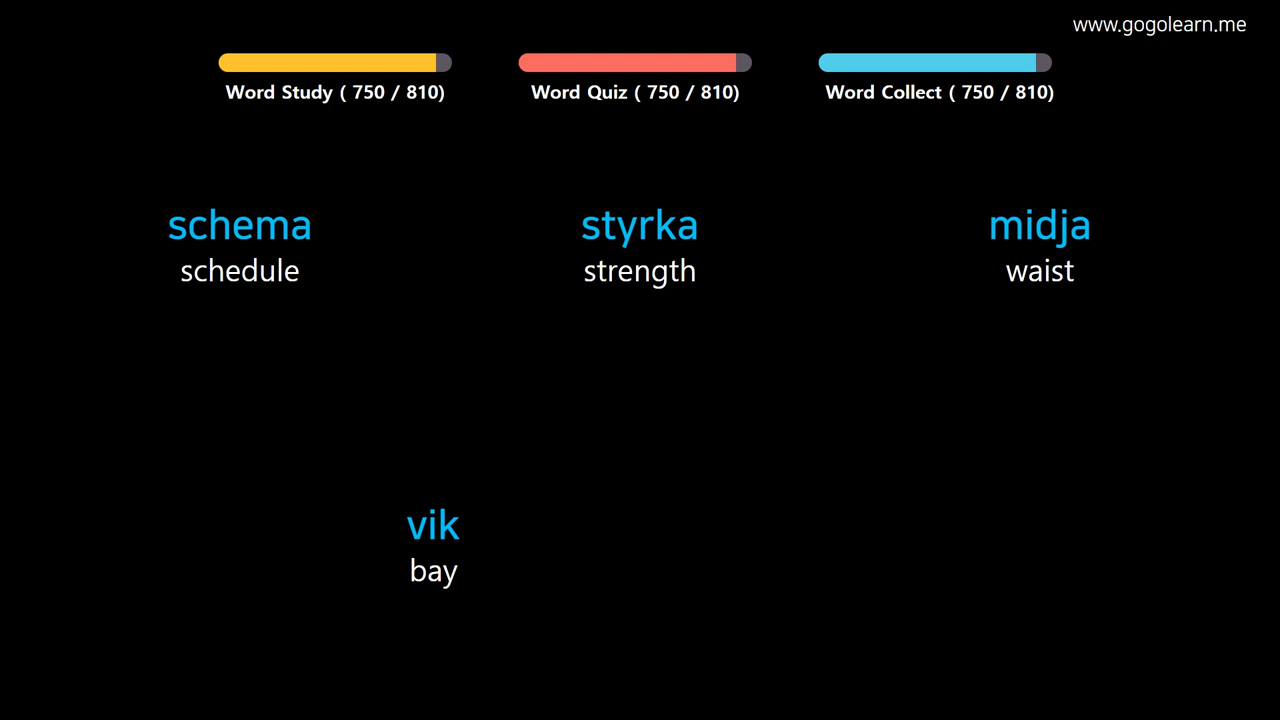 www.gogolearn.me
Word Study ( 750 / 810)
Word Quiz ( 750 / 810)
Word Collect ( 750 / 810)
schema
schedule
styrka
strength
midja
waist
vik
bay